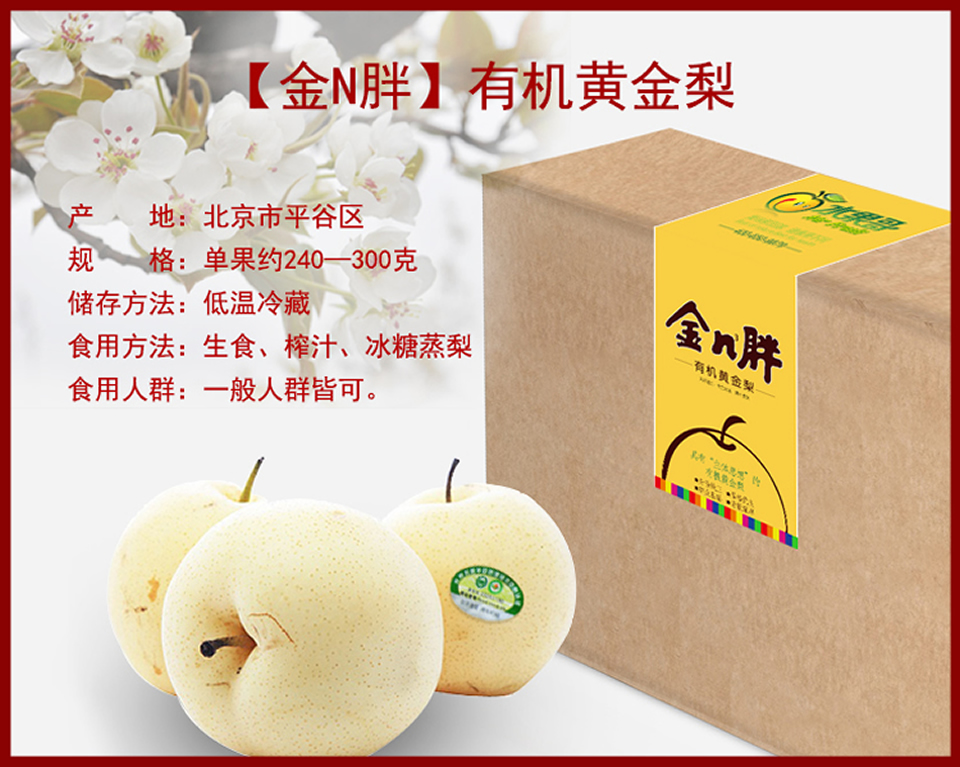 【金N胖】有机黄金梨
产　　地：北京市平谷区
规　　格：单果约240—300克
储存方法：低温冷藏
食用方法：生食、榨汁、冰糖蒸梨
食用人群：一般人群皆可。
水果哥
金n胖
有机黄金梨